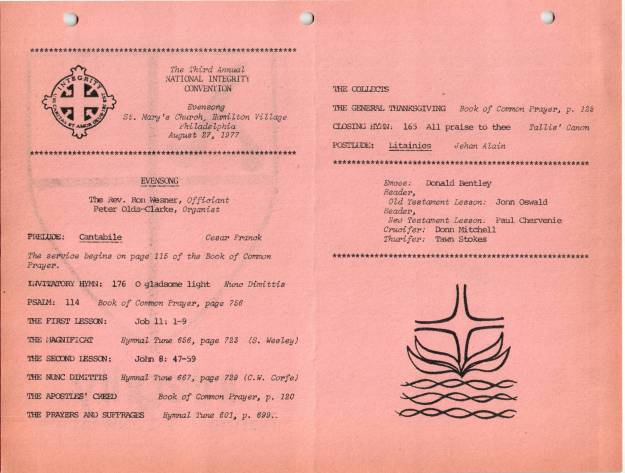 INTEGRITY
The Third Annual
NATIONAL INTEGRITY
CONVENTION
Evensong
St. Mary's Church, Hamilton Village
Philadelphia
August 27, 1977
EVENSONG
The Rev. Ron Wesner, Officiant
Peter Olds-Clarke, Organist
PRELUDE: Cantabile Cesar Franck
The service begins on page 115 of the Book of Common
Prayer.
INVITATORY HYMN: 176 O gladsome light Nunc Dimittis
PSALM: 114 Book of Common Prayer, page 756
THE FIRST LESSON: Job 11: 1-9
THE MAGNIFICAT Hymnal Tune 656, page 723 (S. Wesley)
THE SECOND LESSON: John 8: 47-59
THE NUNC DIMITTIS Hymnal Tune 667, page 729 (C.W. Corfe)
THE APOSTLES' CREED Book of Common Prayer, p. 120
THE PRAYERS AND SUFFRAGES Hymnal Tune 601, p. 699..
THE COLLECTS
THE GENERAL THANKSGIVING Book of Common Prayer, p. 125
CLOSING HYMN: 165 All praise to thee Tallis' Canon
POSTLUDE: Litainies Jehan Alain
Emcee: Donald Bentley
Reader,
Old Testament Lesson: Jonn Oswald
Reader,
New Testament Lesson: Paul Chervenie
Crucifer: Donn Mitchell
Thurifer: Tawn Stokes